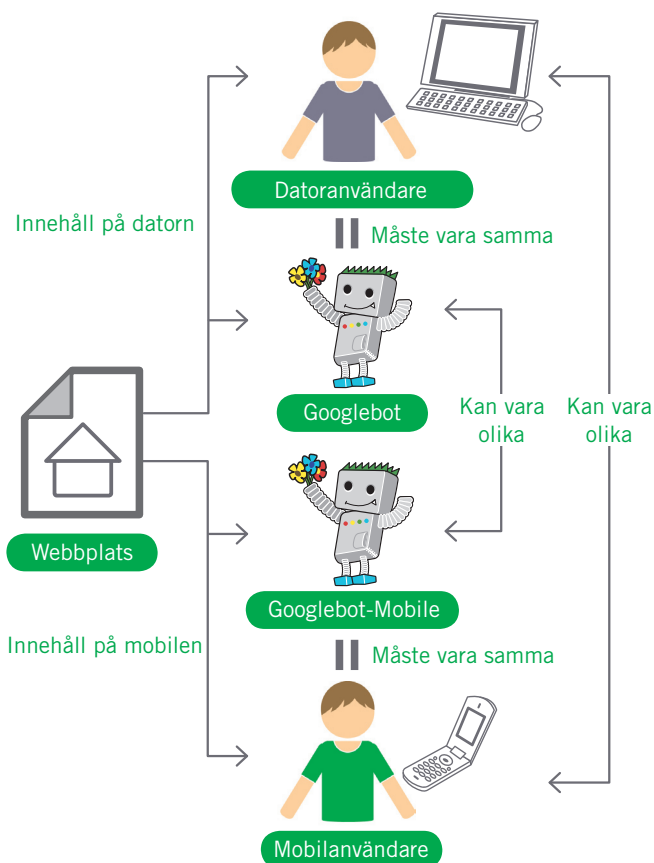 Datoranvändare
Innehåll på datorn
Måste vara samma
Googlebot
Kan vara
olika
Kan vara
olika
Webbplats
Googlebot-Mobile
Innehåll på mobilen
Måste vara samma
Mobilanvändare